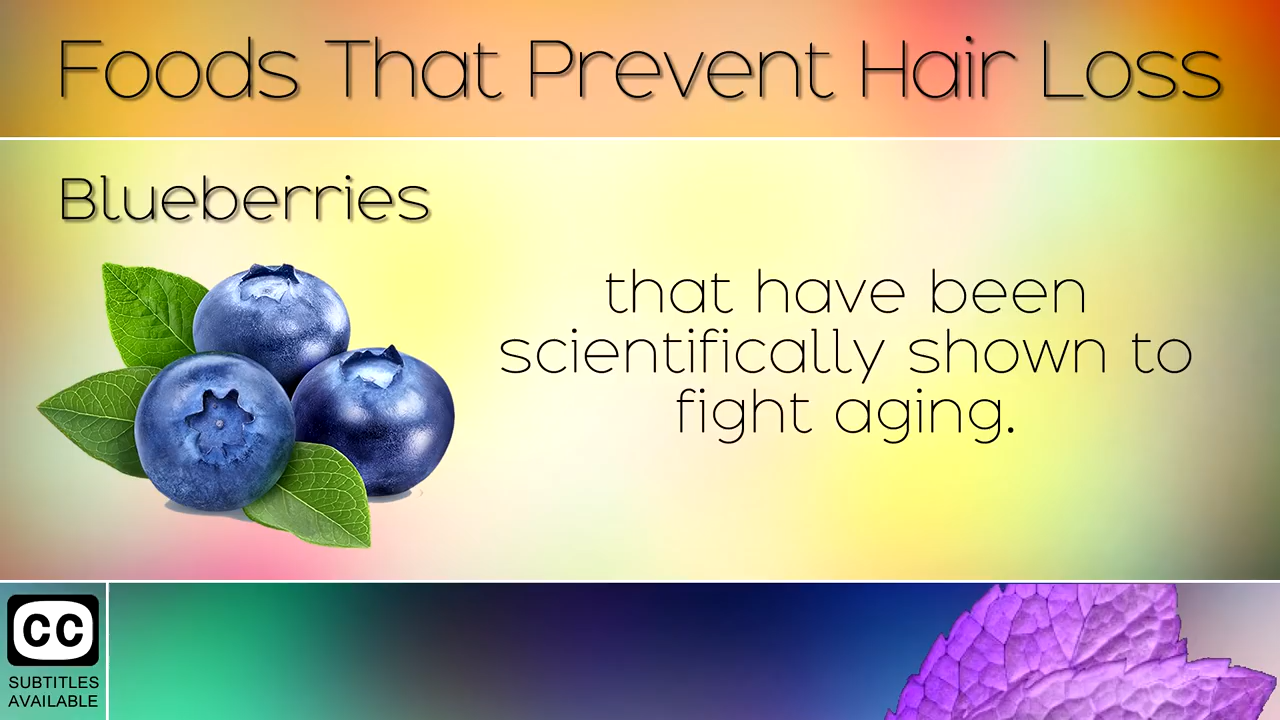 Foods That Prevent Hair Loss
Blueberries
that have been
scientifically shown to
fight aging.
CC
SUBTITLES
AVAILABLE